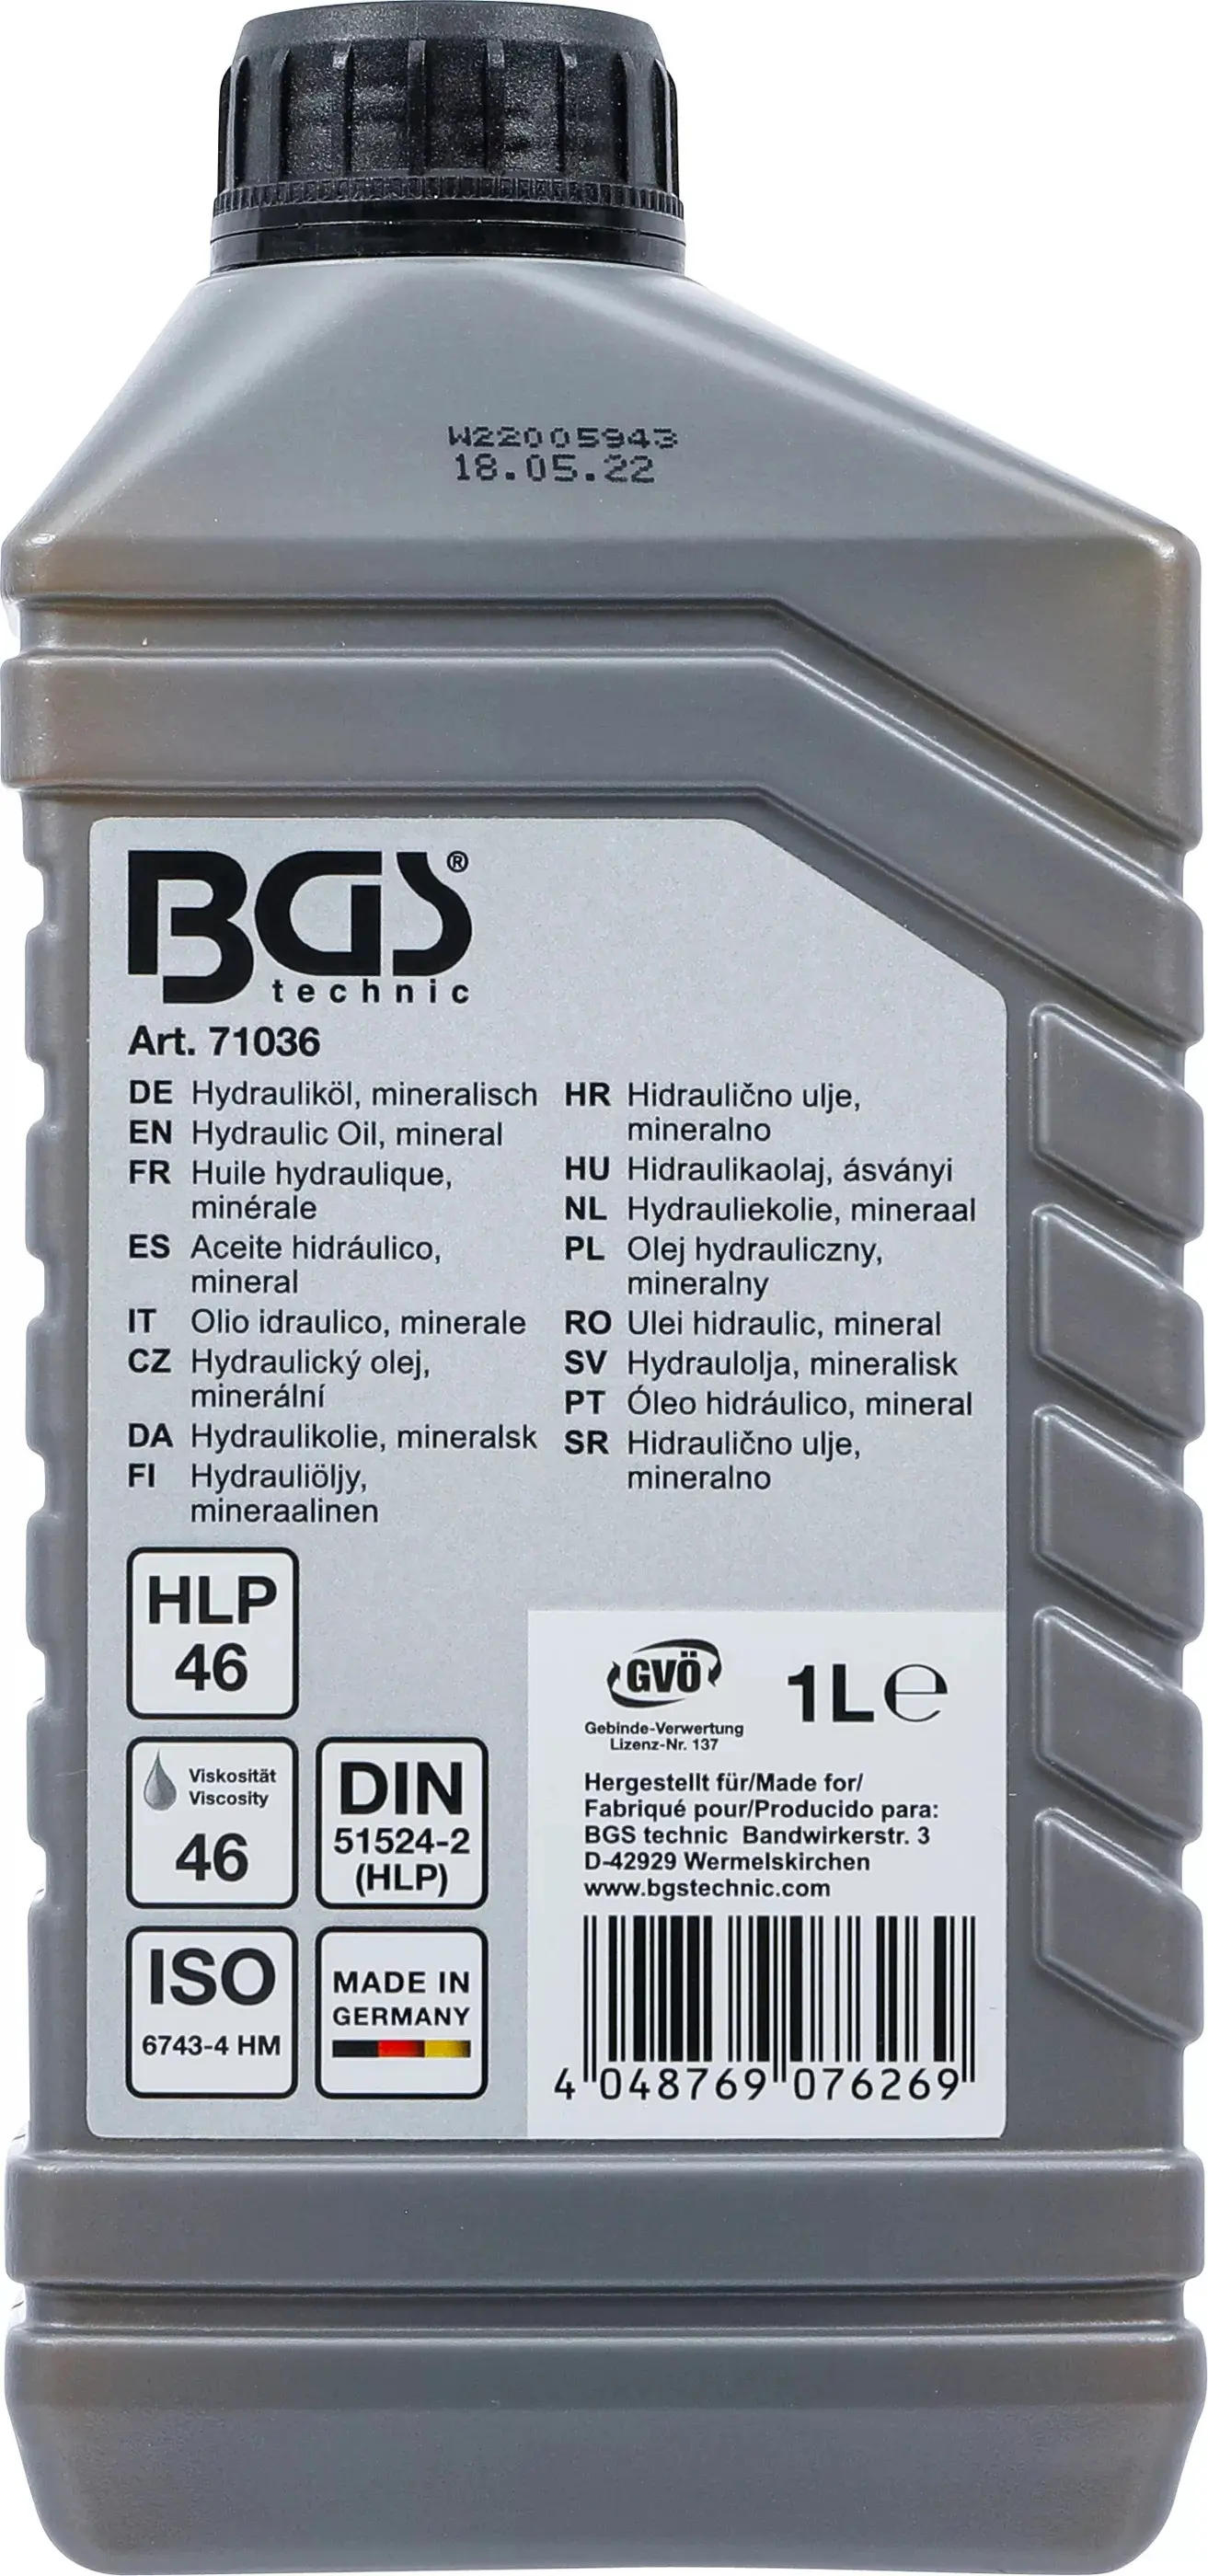 W22005943
18.05.22
BGS®
technic
Art. 71036
DE Hydrauliköl, mineralisch
EN Hydraulic Oil, mineral
FR Huile hydraulique,
minérale
ES Aceite hidráulico,
mineral
IT Olio idraulico, minerale
CZ Hydraulický olej,
minerální
DA Hydraulikolie, mineralsk
FI Hydrauliöljy,
mineraalinen
HR Hidraulično ulje,
mineralno
HU Hidraulikaolaj, ásványi
NL Hydrauliekolie, mineraal
PL Olej hydrauliczny,
mineralny
RO Ulei hidraulic, mineral
SV Hydraulolja, mineralisk
PT Óleo hidráulico, mineral
SR Hidraulično ulje,
mineralno
HLP
46
Viskosität
Viscosity
46
DIN
51524-2
(HLP)
ISO
6743-4 HM
MADE IN
GERMANY
GVÖ
Gebinde-Verwertung
Lizenz-Nr. 137
1L ℮
Hergestellt für/Made for/
Fabriqué pour/Producido para:
BGS technic Bandwirkerstr. 3
D-42929 Wermelskirchen
www.bgstechnic.com
4 048769 076269